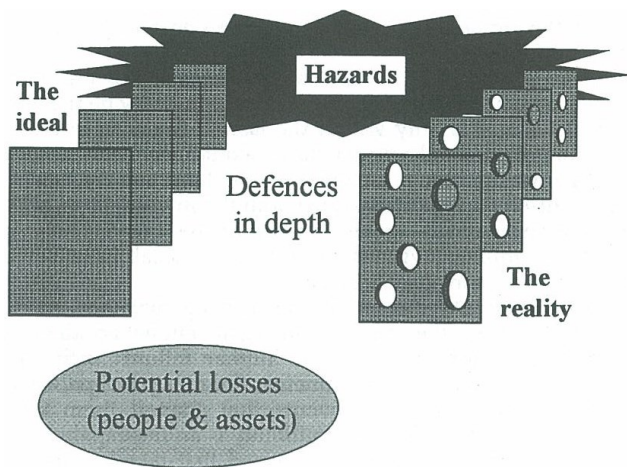 Hazards
The
ideal
Defences
in depth
The
reality
Potential losses
(people & assets)